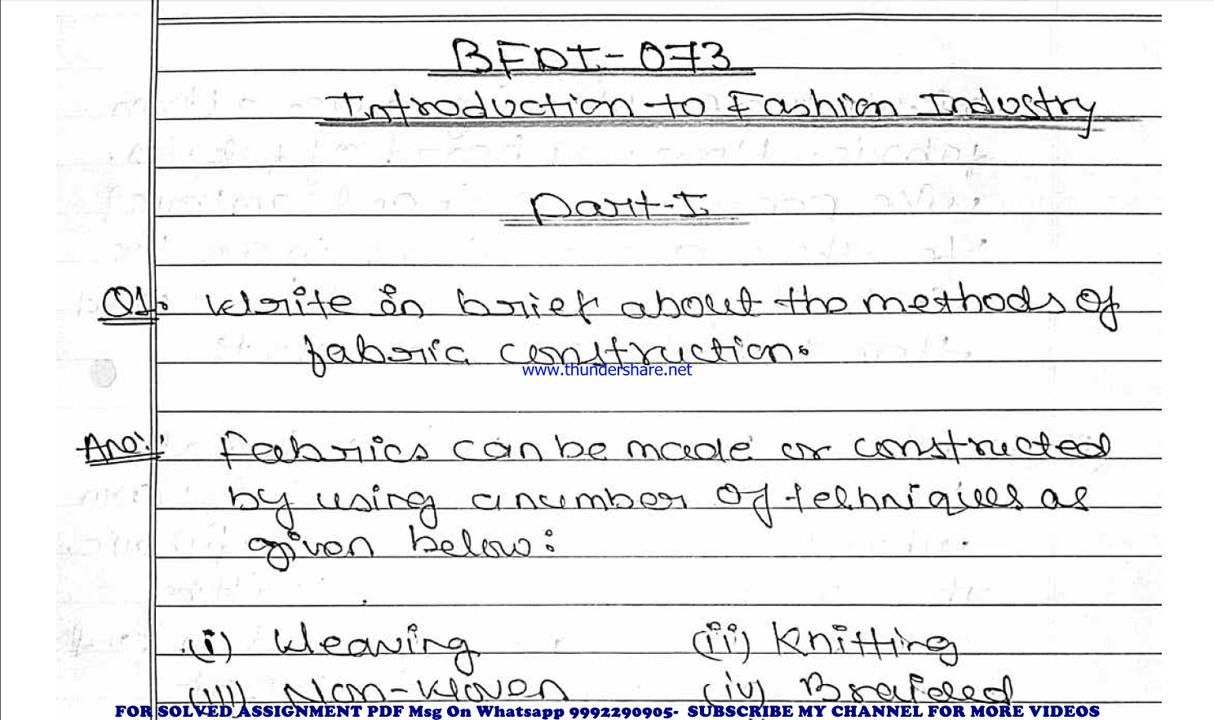 BFDI-073
Introduction to Fashion Industry
Part-I
Q1: Write in brief about the methods of
fabric construction.
www.thundershare.net
Ans: Fabrics can be made or constructed
by using a number of techniques as
given below:
(i) Weaving (ii) Knitting
(iii) Non-Woven (iv) Braided
FOR SOLVED ASSIGNMENT PDF Msg On Whatsapp 9992290905- SUBSCRIBE MY CHANNEL FOR MORE VIDEOS